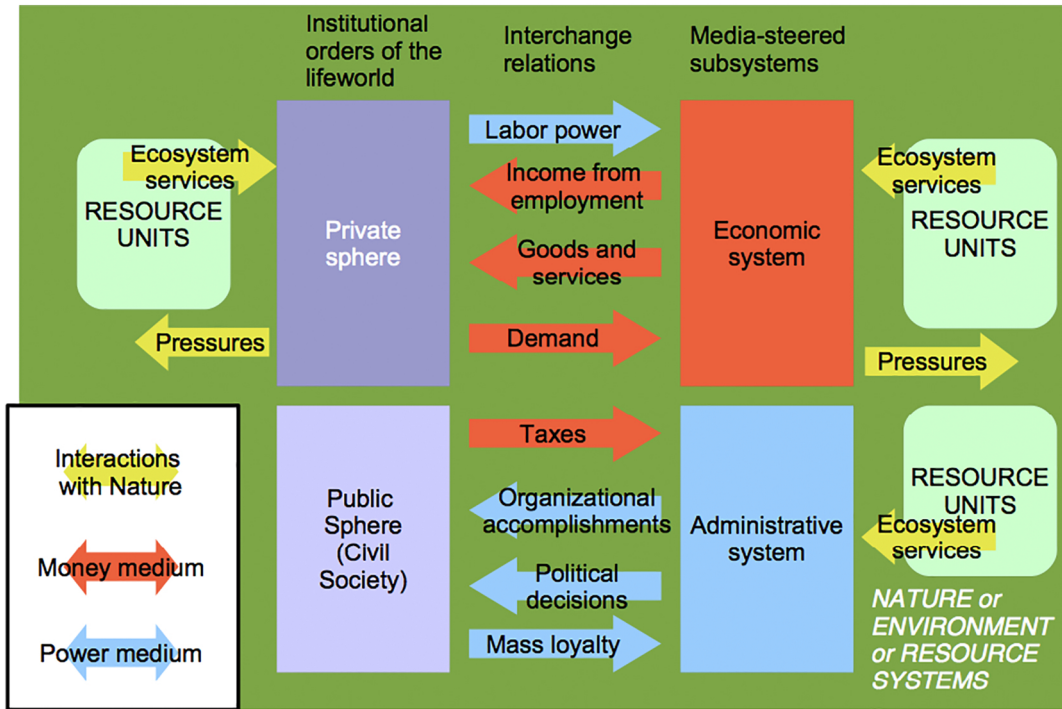 Institutional
orders of the
lifeworld
Interchange
relations
Media-steered
subsystems
Ecosystem
services
RESOURCE
UNITS
Pressures
Private
sphere
Labor power
Income from
employment
Goods and
services
Demand
Economic
system
Ecosystem
services
RESOURCE
UNITS
Pressures
Interactions
with Nature
Money medium
Power medium
Public
Sphere
(Civil
Society)
Taxes
Organizational
accomplishments
Political
decisions
Mass loyalty
Administrative
system
RESOURCE
UNITS
Ecosystem
services
NATURE or
ENVIRONMENT
or RESOURCE
SYSTEMS